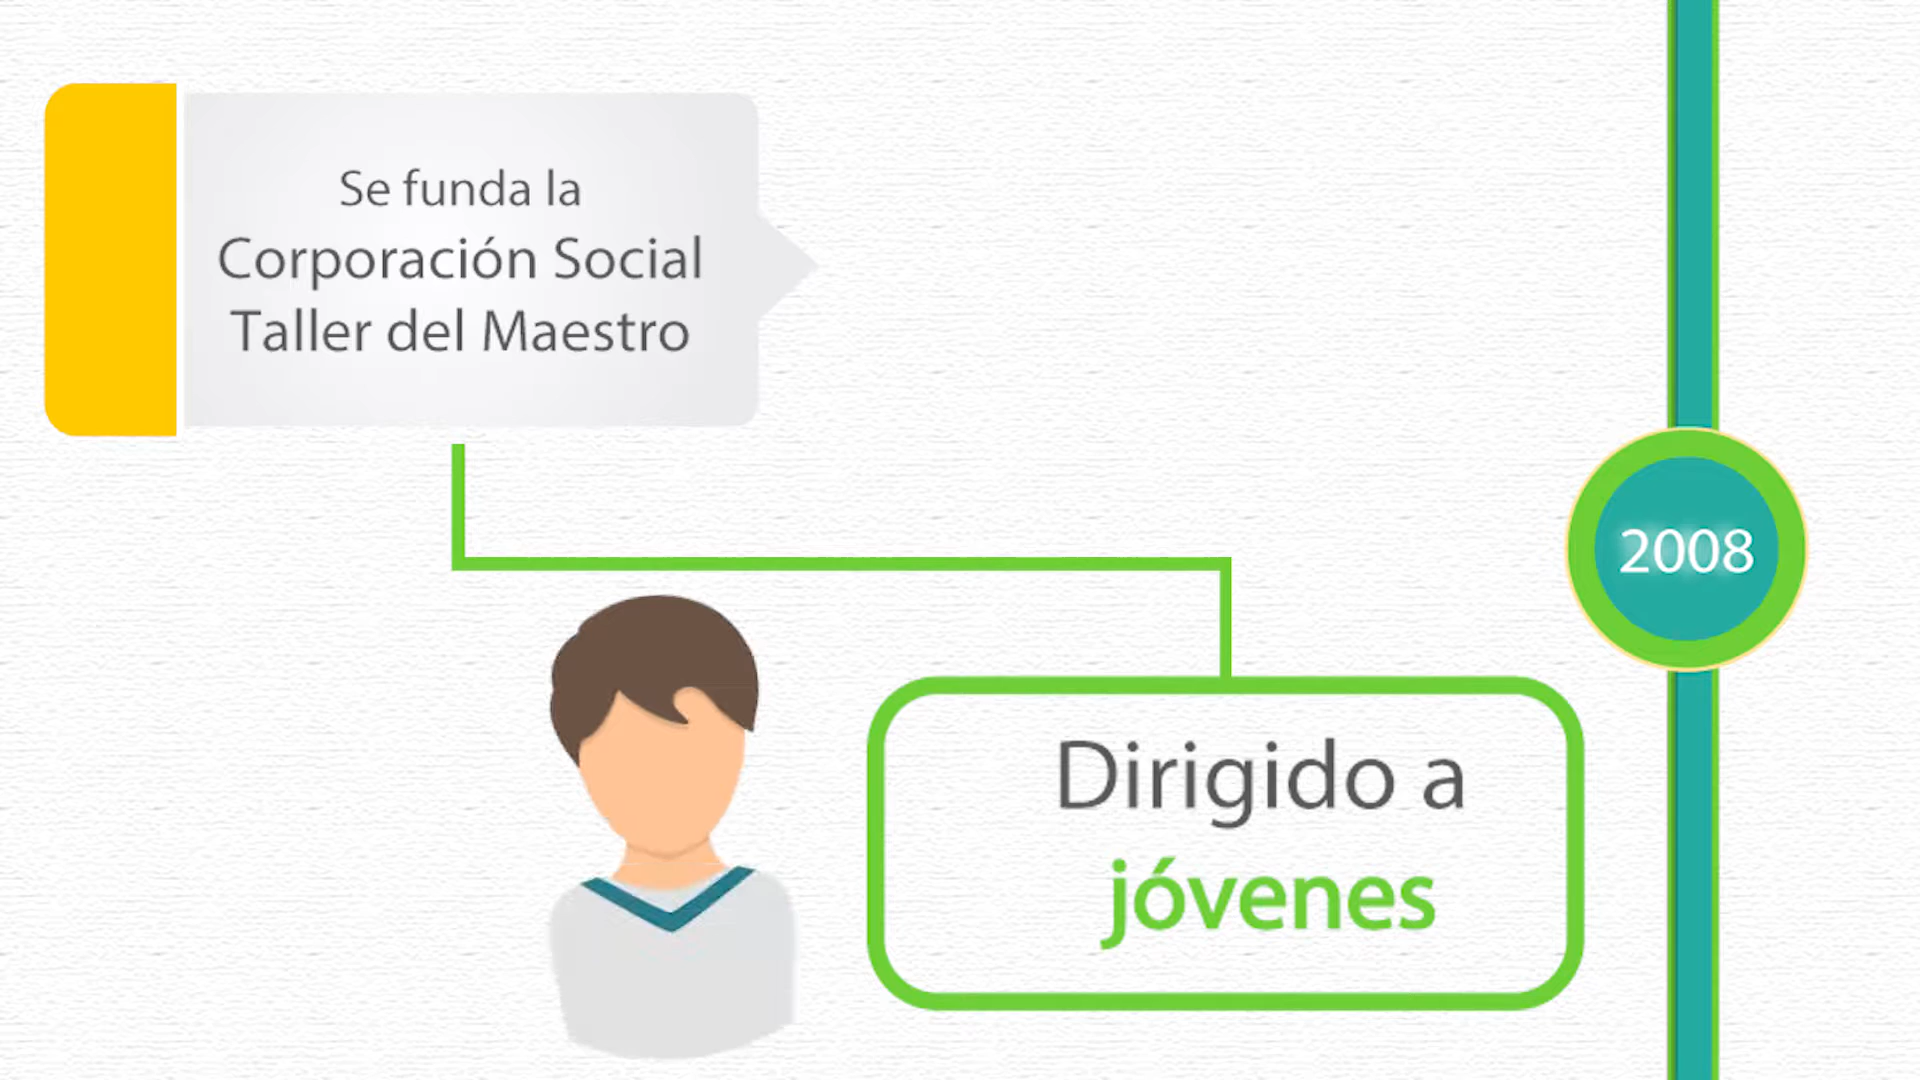 Se funda la
Corporación Social
Taller del Maestro
2008
Dirigido a
jóvenes